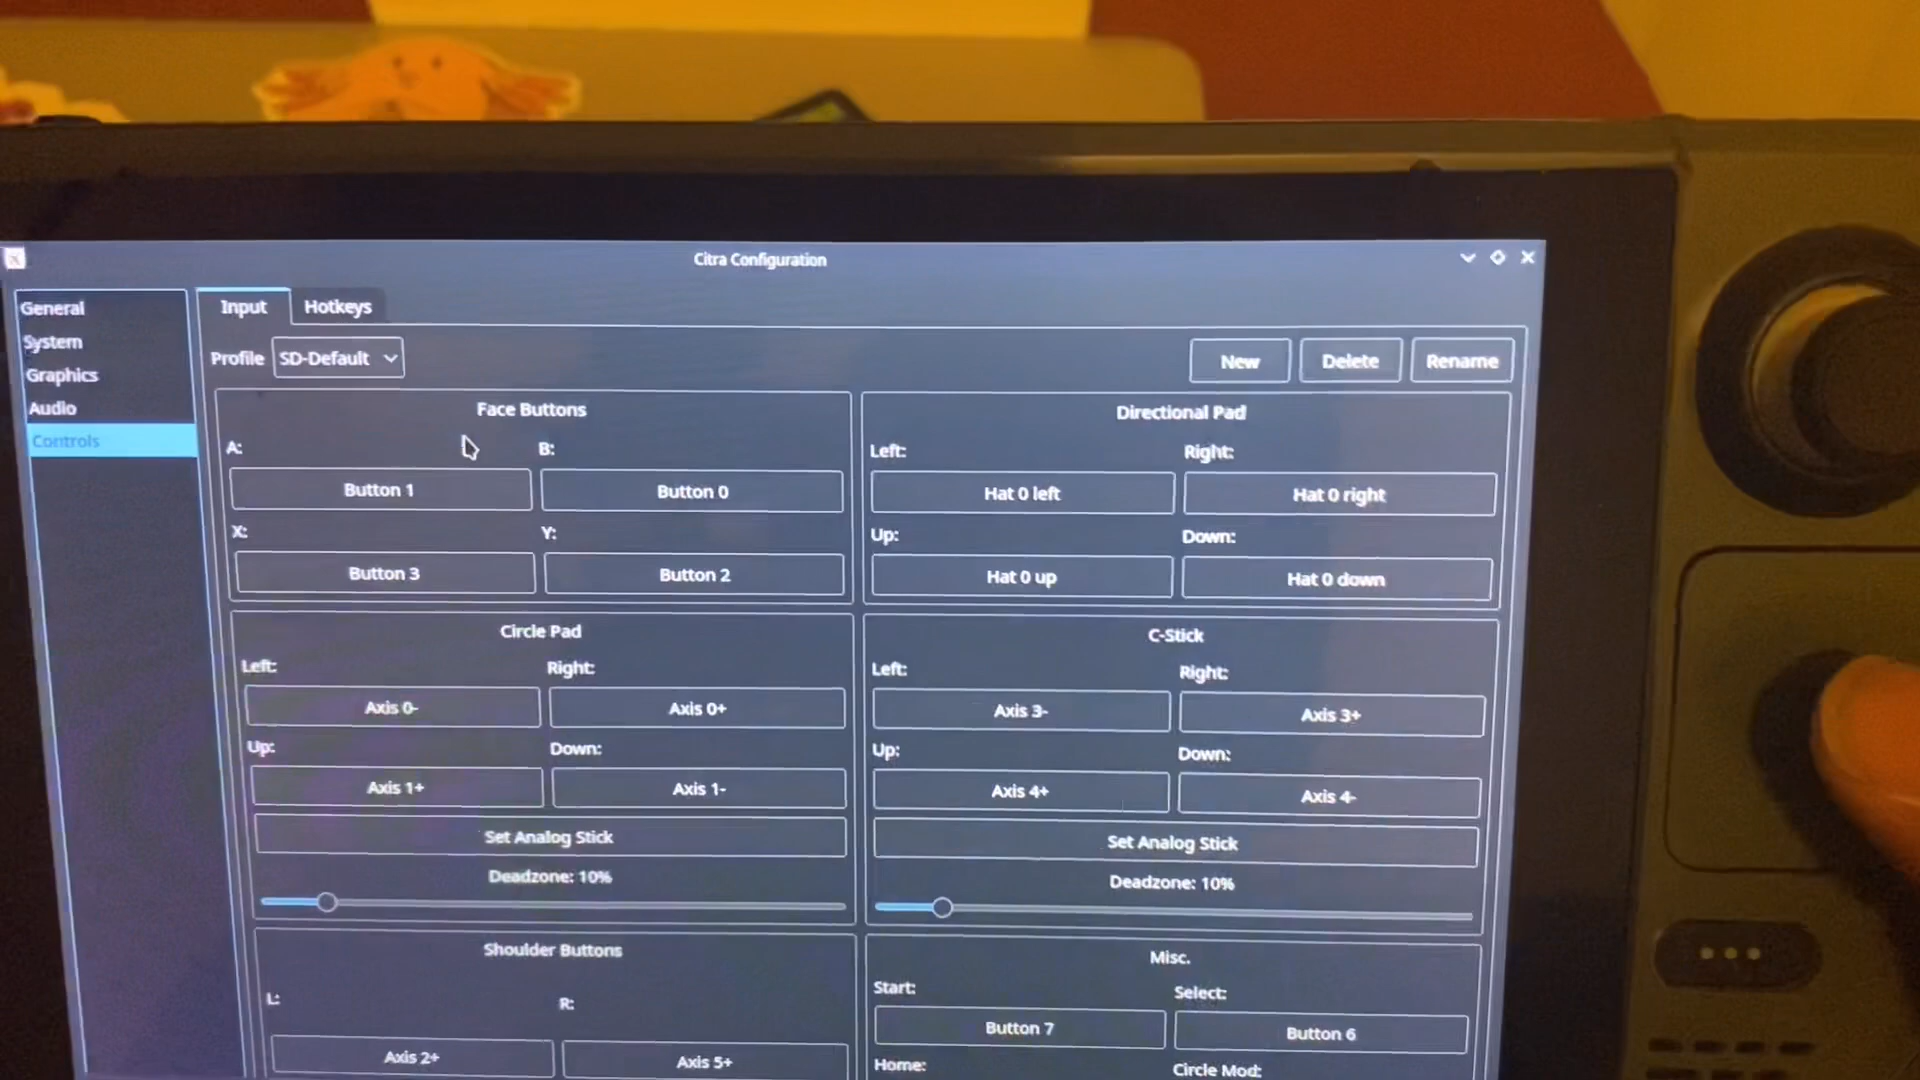 Citra Configuration
General
System
Graphics
Audio
Controls
Input Hotkeys
Profile SD-Default New Delete Rename
Face Buttons
A: B:
Button 1 Button 0
X: Y:
Button 3 Button 2
Directional Pad
Left: Right:
Hat 0 left Hat 0 right
Up: Down:
Hat 0 up Hat 0 down
Circle Pad
Left: Right:
Axis 0- Axis 0+
Up: Down:
Axis 1+ Axis 1-
Set Analog Stick
Deadzone: 10%
C-Stick
Left: Right:
Axis 3- Axis 3+
Up: Down:
Axis 4+ Axis 4-
Set Analog Stick
Deadzone: 10%
Shoulder Buttons
L: R:
Axis 2+ Axis 5+
Misc.
Start: Select:
Button 7 Button 6
Home: Circle Mod: